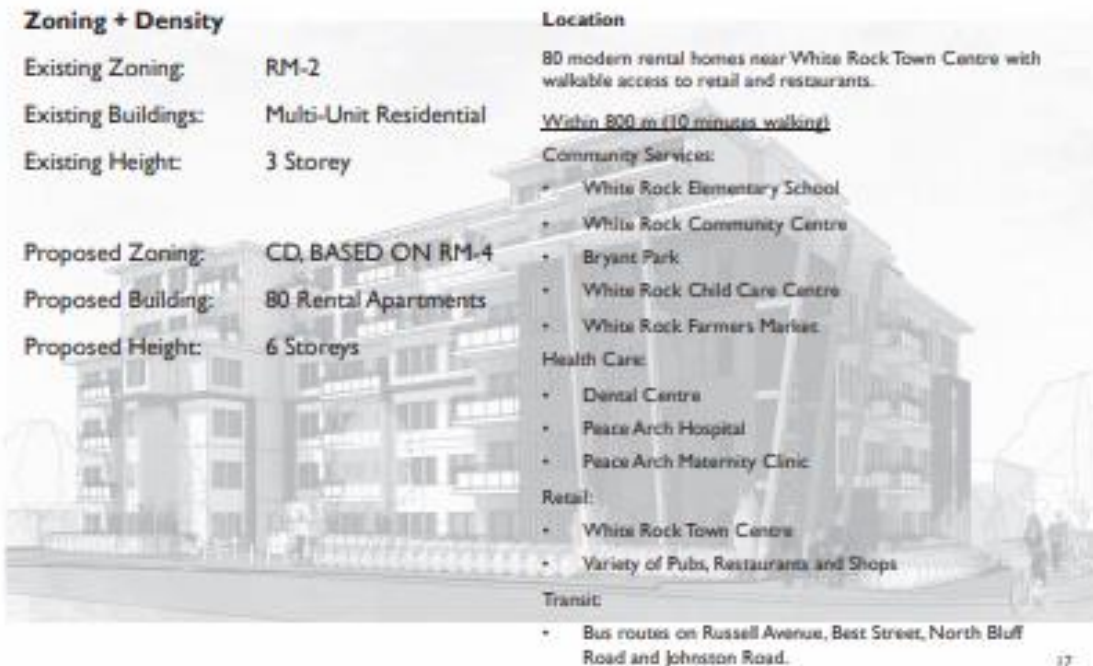 Zoning + Density
Existing Zoning: RM-2
Existing Buildings: Multi-Unit Residential
Existing Height: 3 Storey
Proposed Zoning: CD, BASED ON RM-4
Proposed Building: 80 Rental Apartments
Proposed Height: 6 Storeys
Location
80 modern rental homes near White Rock Town Centre with
walkable access to retail and restaurants.
Within 800 m (10 minutes walking)
Community Services:
• White Rock Elementary School
• White Rock Community Centre
• Bryant Park
• White Rock Child Care Centre
• White Rock Farmers Market
Health Care:
• Dental Centre
• Peace Arch Hospital
• Peace Arch Maternity Clinic
Retail:
• White Rock Town Centre
• Variety of Pubs, Restaurants and Shops
Transit:
• Bus routes on Russell Avenue, Best Street, North Bluff
Road and Johnston Road.
17